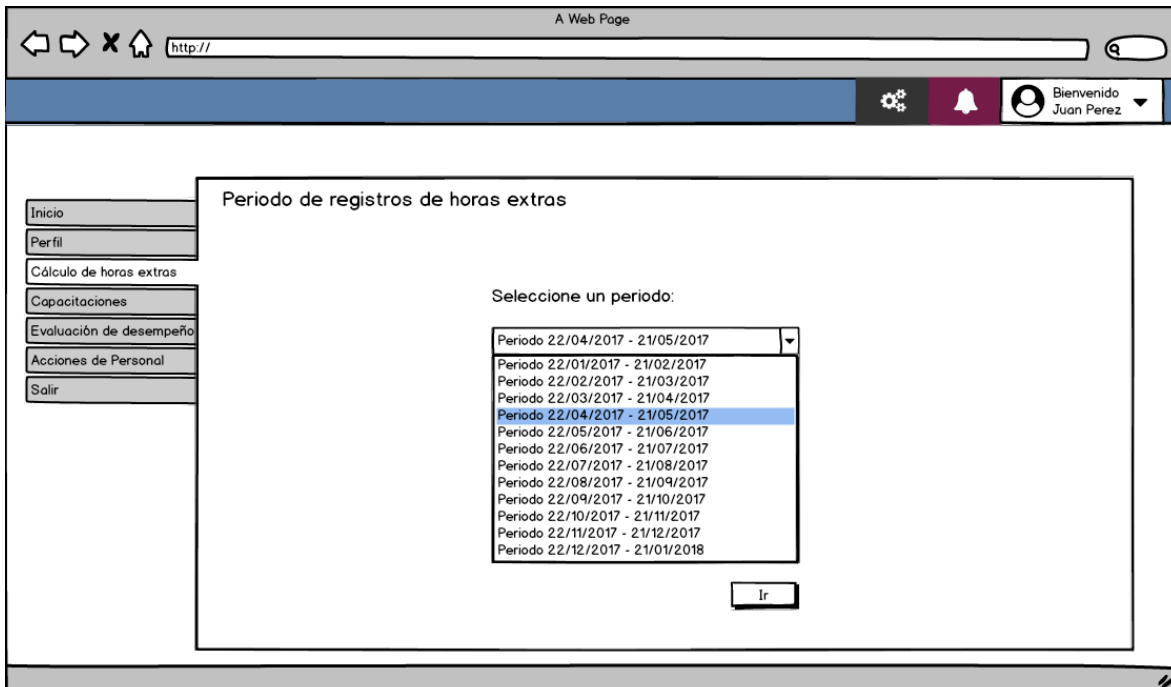 A Web Page
http://
Bienvenido
Juan Perez
Periodo de registros de horas extras
Inicio
Perfil
Cálculo de horas extras
Capacitaciones
Evaluación de desempeño
Acciones de Personal
Salir
Seleccione un periodo:
Periodo 22/04/2017 - 21/05/2017
Periodo 22/01/2017 - 21/02/2017
Periodo 22/02/2017 - 21/03/2017
Periodo 22/03/2017 - 21/04/2017
Periodo 22/04/2017 - 21/05/2017
Periodo 22/05/2017 - 21/06/2017
Periodo 22/06/2017 - 21/07/2017
Periodo 22/07/2017 - 21/08/2017
Periodo 22/08/2017 - 21/09/2017
Periodo 22/09/2017 - 21/10/2017
Periodo 22/10/2017 - 21/11/2017
Periodo 22/11/2017 - 21/12/2017
Periodo 22/12/2017 - 21/01/2018
Ir